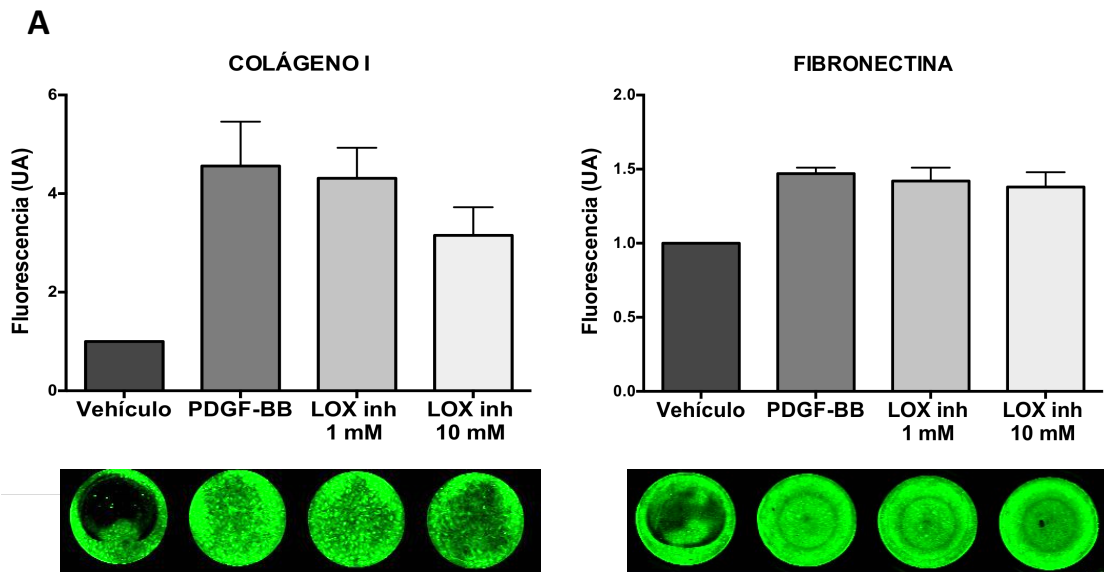 A
COLÁGENO I
Fluorescencia (UA)
6
4
2
0
Vehículo PDGF-BB LOX inh LOX inh
1 mM 10 mM
FIBRONECTINA
Fluorescencia (UA)
2.0
1.5
1.0
0.5
0.0
Vehículo PDGF-BB LOX inh LOX inh
1 mM 10 mM